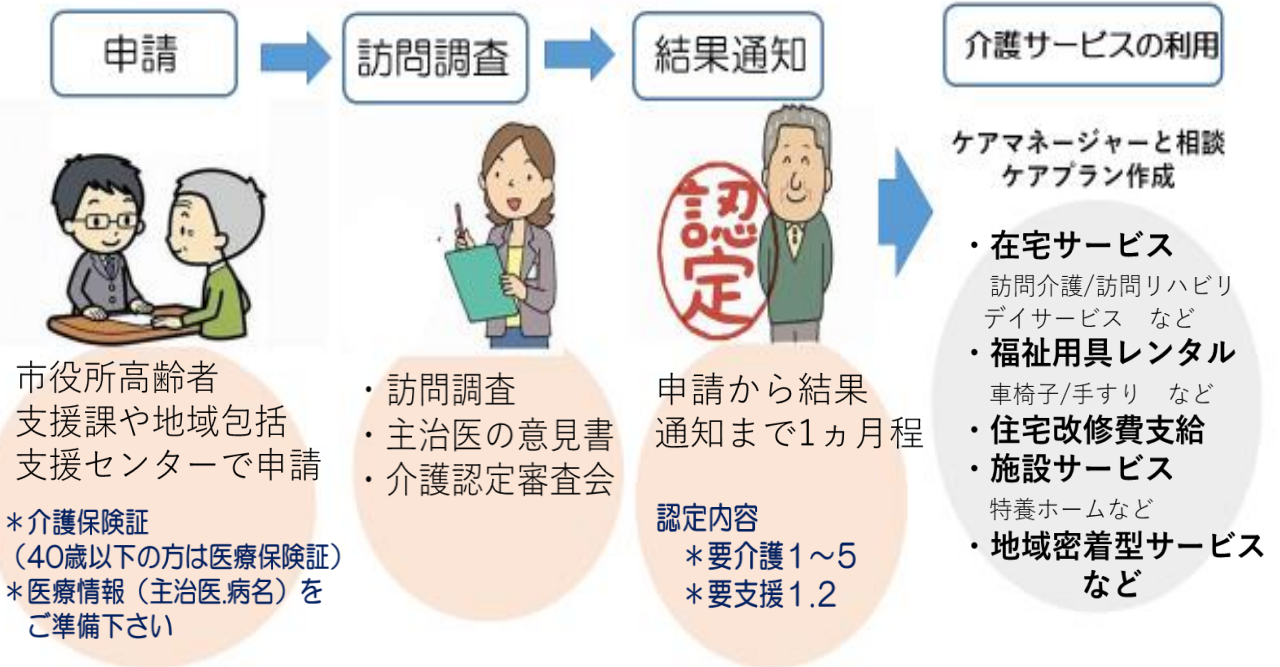 申請
市役所高齢者
支援課や地域包括
支援センターで申請
＊介護保険証
（40歳以下の方は医療保険証）
＊医療情報（主治医.病名）を
ご準備下さい
訪問調査
・訪問調査
・主治医の意見書
・介護認定審査会
結果通知
認定
申請から結果
通知まで1ヵ月程
認定内容
＊要介護１～５
＊要支援１.２
介護サービスの利用
ケアマネージャーと相談
ケアプラン作成
・在宅サービス
訪問介護/訪問リハビリ
デイサービス　など
・福祉用具レンタル
車椅子/手すり　など
・住宅改修費支給
・施設サービス
特養ホームなど
・地域密着型サービス
など